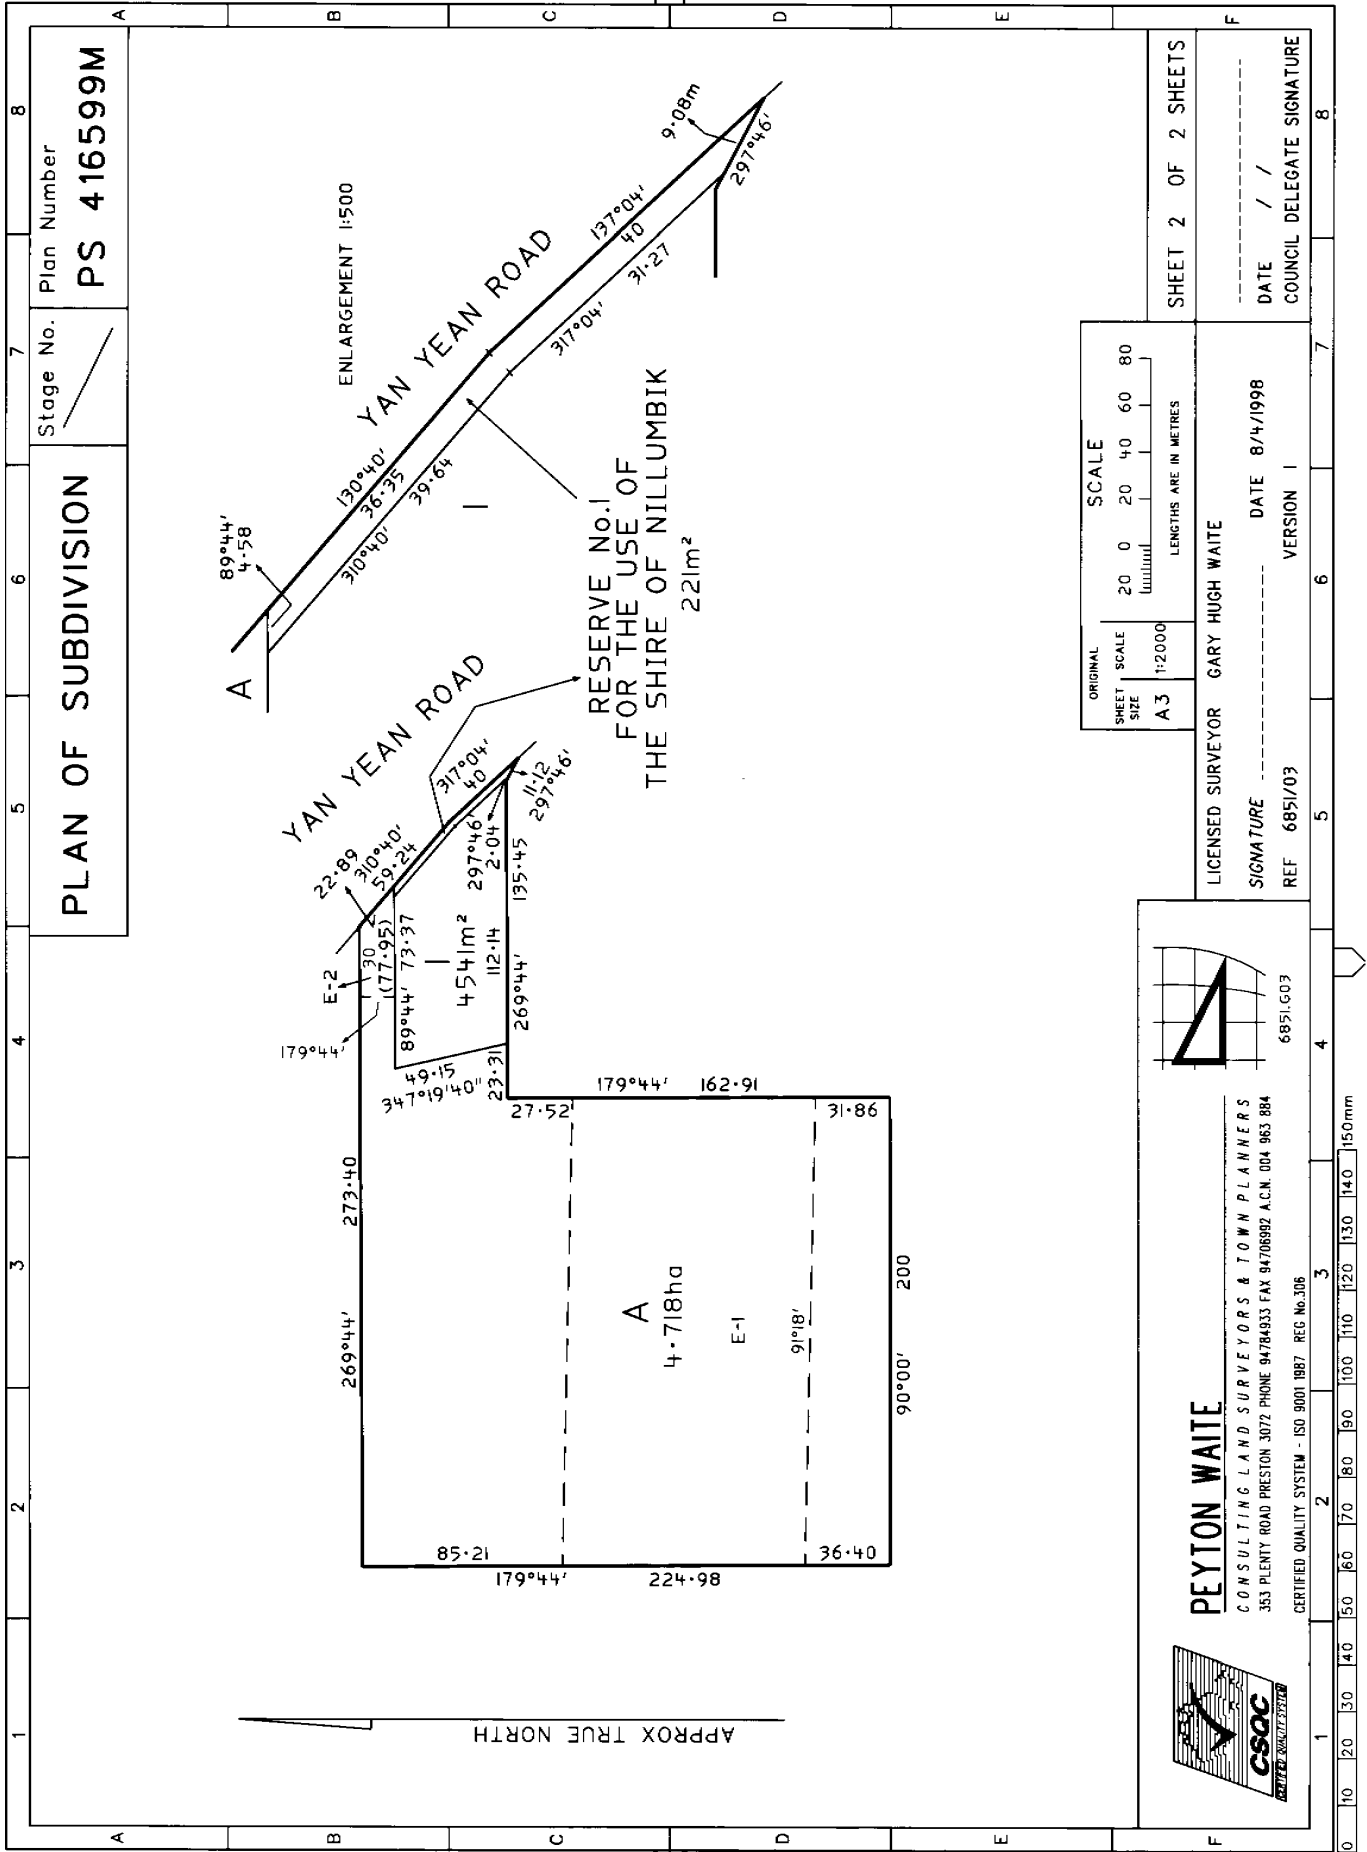 PLAN OF SUBDIVISION
Stage No.
Plan Number
PS 416599M
1
2
3
4
5
6
7
8
A
B
C
D
E
F
A
B
C
D
E
F
APPROX TRUE NORTH
YAN YEAN ROAD
E-2
179°44'
30
(77·95)
22·89
310°40'
59·24
89°44'
73·37
1
4541m²
49·15
347°19'40"
23·31
269°44'
112·14
135·45
297°46'
2·04
317°04'
40
11·12
297°46'
269°44'
273·40
85·21
179°44'
224·98
36·40
27·52
179°44'
162·91
31·86
A
4·718ha
E-1
91°18'
90°00'
200
ENLARGEMENT 1:500
YAN YEAN ROAD
A
89°44'
4·58
130°40'
36·35
310°40'
39·64
1
137°04'
40
317°04'
31·27
9·08m
297°46'
RESERVE No.1
FOR THE USE OF
THE SHIRE OF NILLUMBIK
221m²
ORIGINAL
SHEET SIZE
SCALE
A3
1:2000
SCALE
20 0 20 40 60 80
LENGTHS ARE IN METRES
SHEET 2 OF 2 SHEETS
CSQC
CERTIFIED QUALITY SYSTEM
PEYTON WAITE
CONSULTING LAND SURVEYORS & TOWN PLANNERS
353 PLENTY ROAD PRESTON 3072 PHONE 94784933 FAX 94706992 A.C.N. 004 963 884
CERTIFIED QUALITY SYSTEM - ISO 9001 1987 REG No.306
6851.G03
LICENSED SURVEYOR GARY HUGH WAITE
SIGNATURE DATE 8/4/1998
REF 6851/03 VERSION 1
DATE / /
COUNCIL DELEGATE SIGNATURE
1
2
3
4
5
6
7
8
0 10 20 30 40 50 60 70 80 90 100 110 120 130 140 150mm